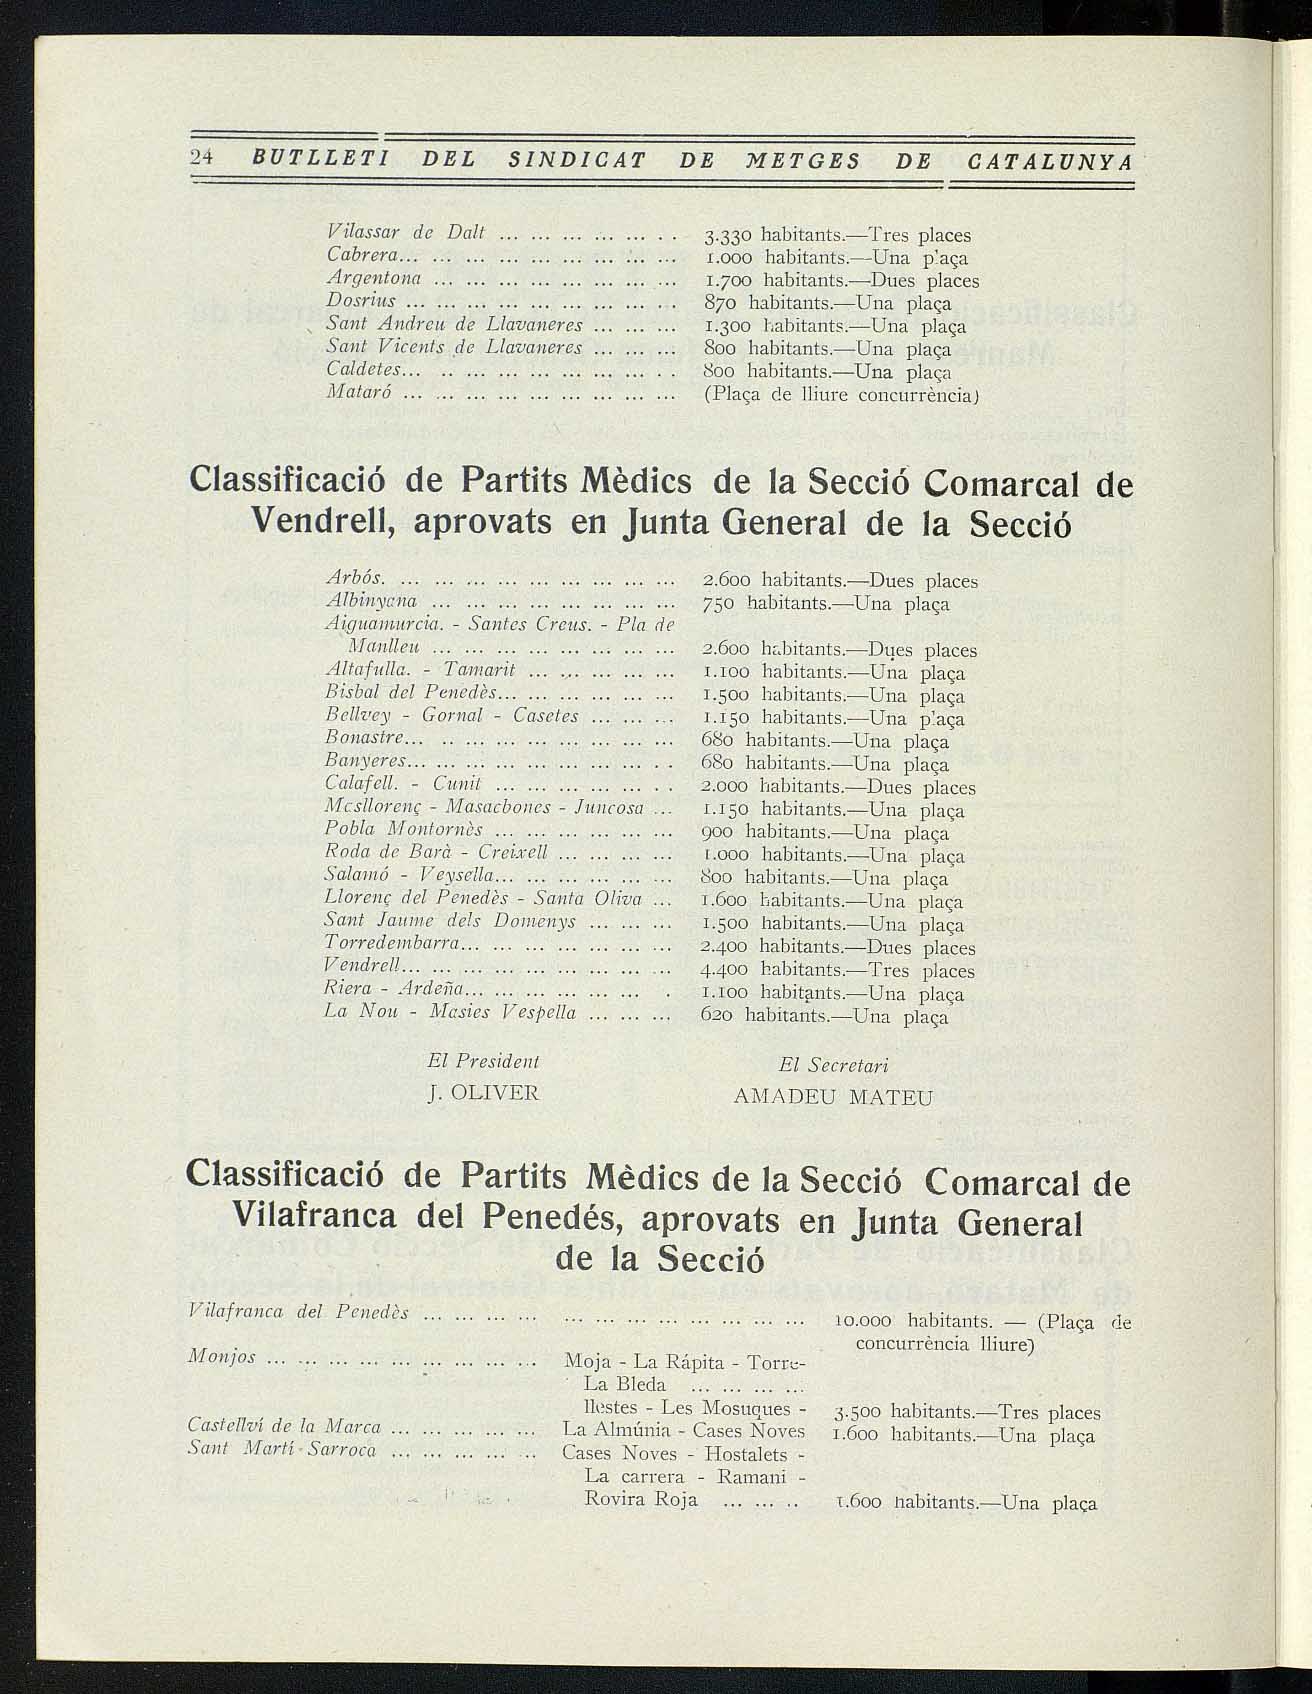 24 BUTLLETI DEL SINDICAT DE METGES DE CATALUNYA
Vilassar de Dalt ... ... ... ... ... . . 3.330 habitants.—Tres places
Cabrera... ... ... ... ... ... ... ... ... 1.000 habitants.—Una plaça
Argentona ... ... ... ... ... ... ... ... 1.700 habitants.—Dues places
Dosrius ... ... ... ... ... ... ... ... . . 870 habitants.—Una plaça
Sant Andreu de Llavaneres ... ... ... 1.300 habitants.—Una plaça
Sant Vicents de Llavaneres ... ... ... 800 habitants.—Una plaça
Caldetes... .. ... ... ... ... ... ... . . 800 habitants.—Una plaça
Mataró ... ... ... ... ... ... ... ... ... (Plaça de lliure concurrència)
Classificació de Partits Mèdics de la Secció Comarcal de
Vendrell, aprovats en Junta General de la Secció
Arbós. ... ... ... ... ... ... ... ... ... 2.600 habitants.—Dues places
Albinyana ... ... ... ... ... ... ... ... 750 habitants.—Una plaça
Aiguamurcia. - Santes Creus. - Pla de
Manlleu ... ... ... ... ... ... ... ... 2.600 habitants.—Dues places
Altafulla. - Tamarit ... ... ... ... ... 1.100 habitants.—Una plaça
Bisbal del Penedès... ... ... ... ... ... 1.500 habitants.—Una plaça
Bellvey - Gornal - Casetes ... ... ... 1.150 habitants.—Una plaça
Bonastre... .. ... ... ... ... ... ... ... 680 habitants.—Una plaça
Banyeres... ... ... ... ... ... ... ... . . 680 habitants.—Una plaça
Calafell. - Cunit ... ... ... ... ... . . 2.000 habitants.—Dues places
Mesllorenç - Masacbones - Juncosa ... 1.150 habitants.—Una plaça
Pobla Montornès ... ... ... ... ... ... 900 habitants.—Una plaça
Roda de Barà - Creixell ... ... ... ... 1.000 habitants.—Una plaça
Salamó - Veysella... ... ... ... ... ... 800 habitants.—Una plaça
Llorenç del Penedès - Santa Oliva ... 1.600 habitants.—Una plaça
Sant Jaume dels Domenys ... ... ... 1.500 habitants.—Una plaça
Torredembarra... ... ... ... ... ... ... 2.400 habitants.—Dues places
Vendrell... ... ... ... ... ... ... ... ... 4.400 habitants.—Tres places
Riera - Ardeña... ... ... ... ... ... . 1.100 habitants.—Una plaça
La Nou - Masies Vespella ... ... ... 620 habitants.—Una plaça
El President El Secretari
J. OLIVER AMADEU MATEU
Classificació de Partits Mèdics de la Secció Comarcal de
Vilafranca del Penedés, aprovats en Junta General
de la Secció
Vilafranca del Penedès ... ... ... ... ... ... ... ... ... ... ... ... 10.000 habitants. — (Plaça de
concurrència lliure)
Monjos ... ... ... ... ... ... ... ... ... Moja - La Rápita - Torre-
La Bleda ... ... ... ...
llestes - Les Mosuques - 3.500 habitants.—Tres places
Castellví de la Marca ... ... ... ... ... La Almúnia - Cases Noves 1.600 habitants.—Una plaça
Sant Martí - Sarroca ... ... ... ... ... Cases Noves - Hostalets -
La carrera - Ramani -
Rovira Roja ... ... .. 1.600 habitants.—Una plaça